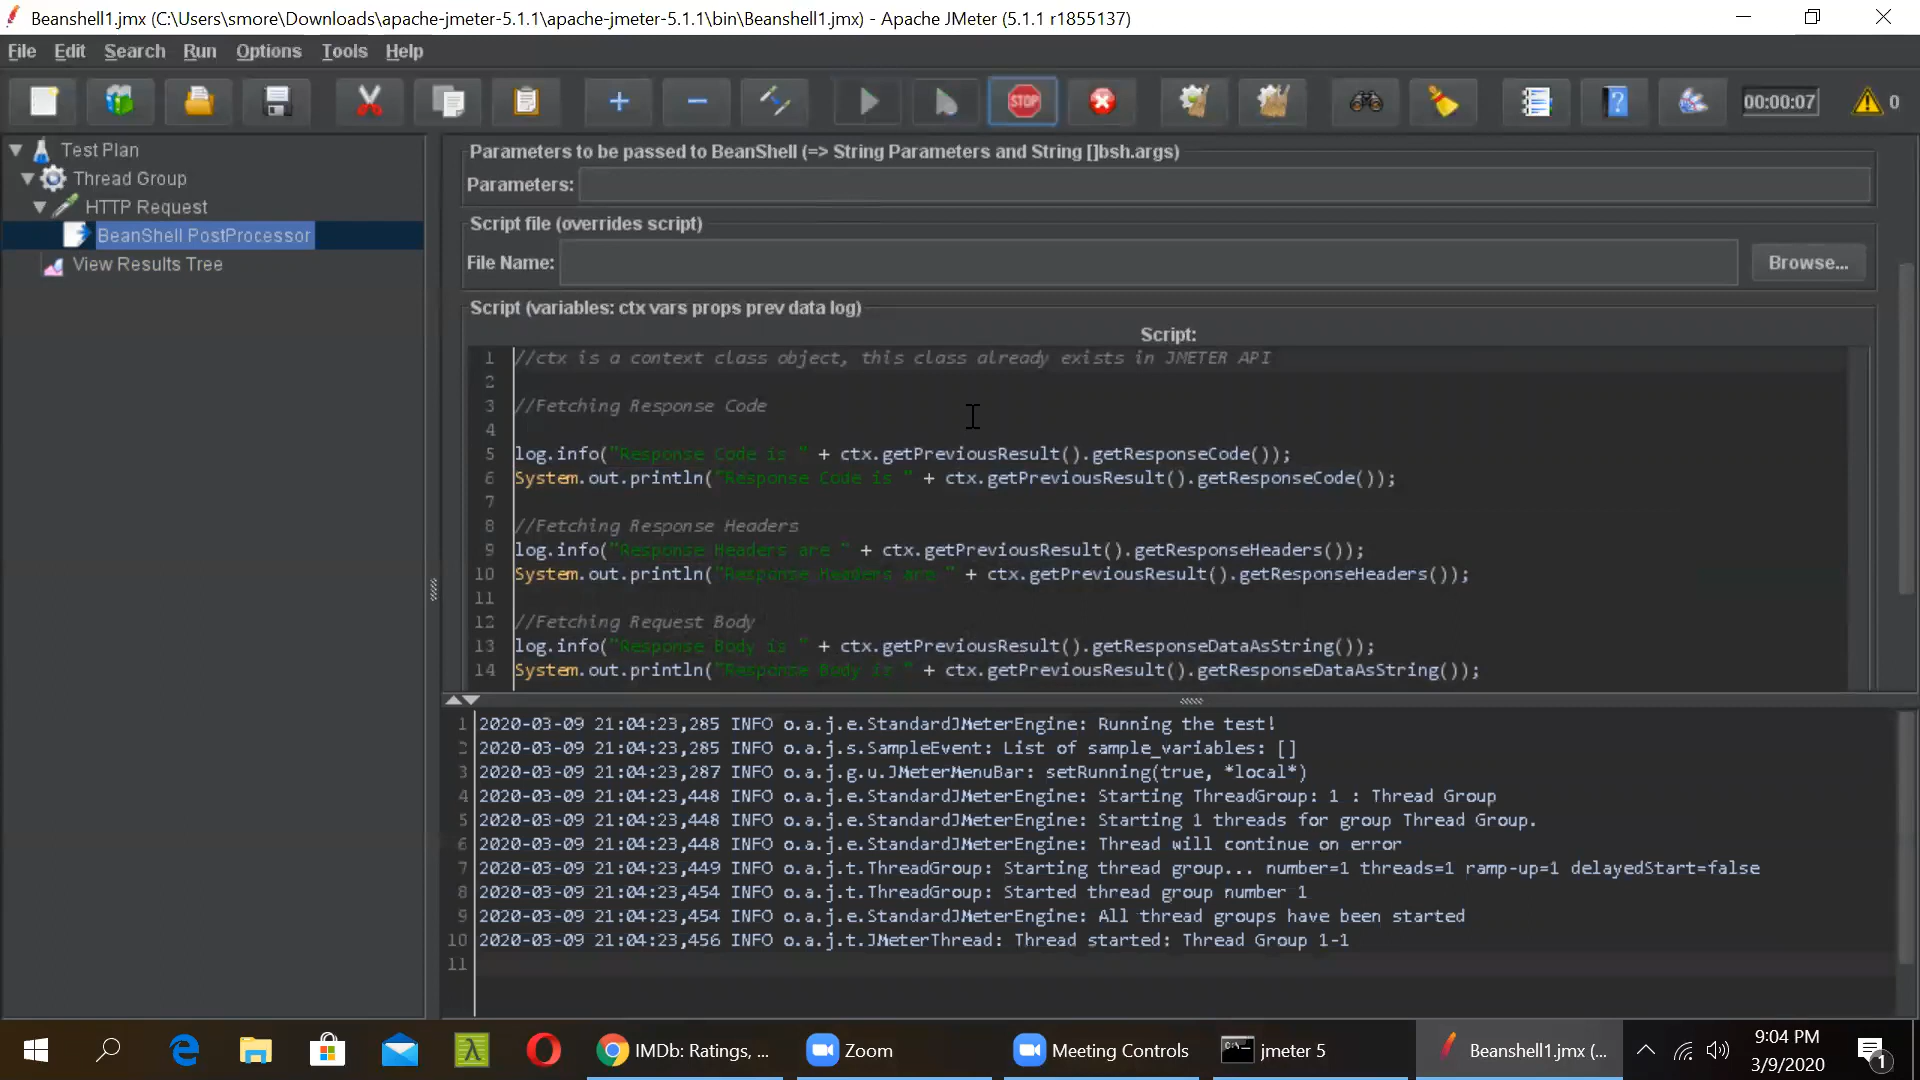 Beanshell1.jmx (C:\Users\smore\Downloads\apache-jmeter-5.1.1\apache-jmeter-5.1.1\bin\Beanshell1.jmx) - Apache JMeter (5.1.1 r1855137)
File Edit Search Run Options Tools Help
STOP
?
00:00:07
0
Test Plan
Thread Group
HTTP Request
BeanShell PostProcessor
View Results Tree
Parameters to be passed to BeanShell (=> String Parameters and String []bsh.args)
Parameters:
Script file (overrides script)
File Name:
Browse...
Script (variables: ctx vars props prev data log)
Script:
1 //ctx is a context class object, this class already exists in JMETER API
2
3 //Fetching Response Code
4
5 log.info("Response Code is " + ctx.getPreviousResult().getResponseCode());
6 System.out.println("Response Code is " + ctx.getPreviousResult().getResponseCode());
7
8 //Fetching Response Headers
9 log.info("Response Headers are " + ctx.getPreviousResult().getResponseHeaders());
10 System.out.println("Response Headers are " + ctx.getPreviousResult().getResponseHeaders());
11
12 //Fetching Request Body
13 log.info("Response Body is " + ctx.getPreviousResult().getResponseDataAsString());
14 System.out.println("Response Body is " + ctx.getPreviousResult().getResponseDataAsString());
1 2020-03-09 21:04:23,285 INFO o.a.j.e.StandardJMeterEngine: Running the test!
2 2020-03-09 21:04:23,285 INFO o.a.j.s.SampleEvent: List of sample_variables: []
3 2020-03-09 21:04:23,287 INFO o.a.j.g.u.JMeterMenuBar: setRunning(true, *local*)
4 2020-03-09 21:04:23,448 INFO o.a.j.e.StandardJMeterEngine: Starting ThreadGroup: 1 : Thread Group
5 2020-03-09 21:04:23,448 INFO o.a.j.e.StandardJMeterEngine: Starting 1 threads for group Thread Group.
6 2020-03-09 21:04:23,448 INFO o.a.j.e.StandardJMeterEngine: Thread will continue on error
7 2020-03-09 21:04:23,449 INFO o.a.j.t.ThreadGroup: Starting thread group... number=1 threads=1 ramp-up=1 delayedStart=false
8 2020-03-09 21:04:23,454 INFO o.a.j.t.ThreadGroup: Started thread group number 1
9 2020-03-09 21:04:23,454 INFO o.a.j.e.StandardJMeterEngine: All thread groups have been started
10 2020-03-09 21:04:23,456 INFO o.a.j.t.JMeterThread: Thread started: Thread Group 1-1
11
IMDb: Ratings, ...
Zoom
Meeting Controls
jmeter 5
Beanshell1.jmx (...
9:04 PM
3/9/2020
1